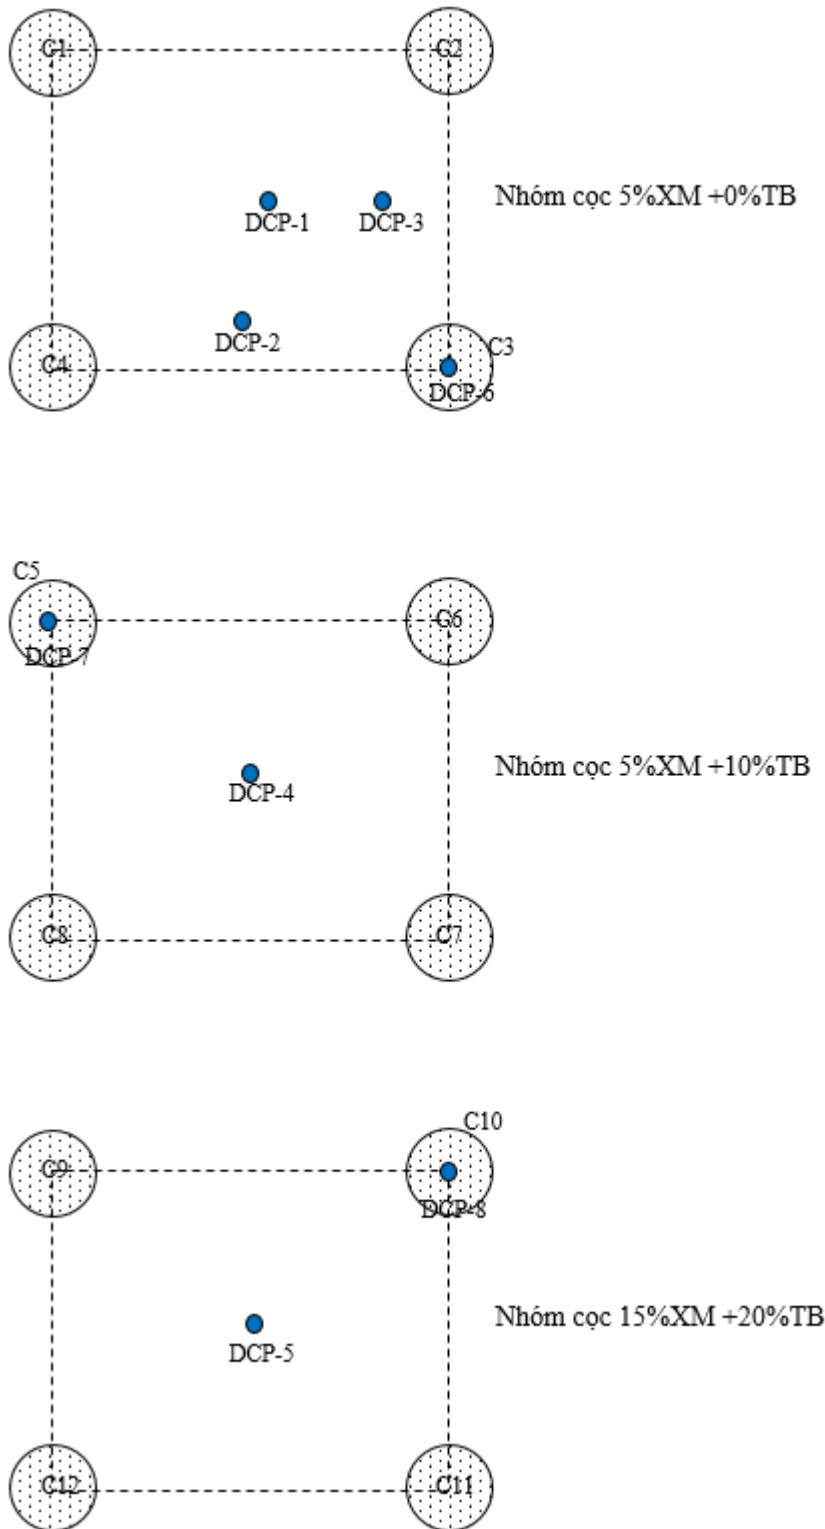 C1
C2
DCP-1
DCP-3
Nhóm cọc 5%XM +0%TB
DCP-2
C4
C3
DCP-6
C5
C6
DCP-7
Nhóm cọc 5%XM +10%TB
DCP-4
C8
C7
C10
C9
DCP-8
Nhóm cọc 15%XM +20%TB
DCP-5
C12
C11